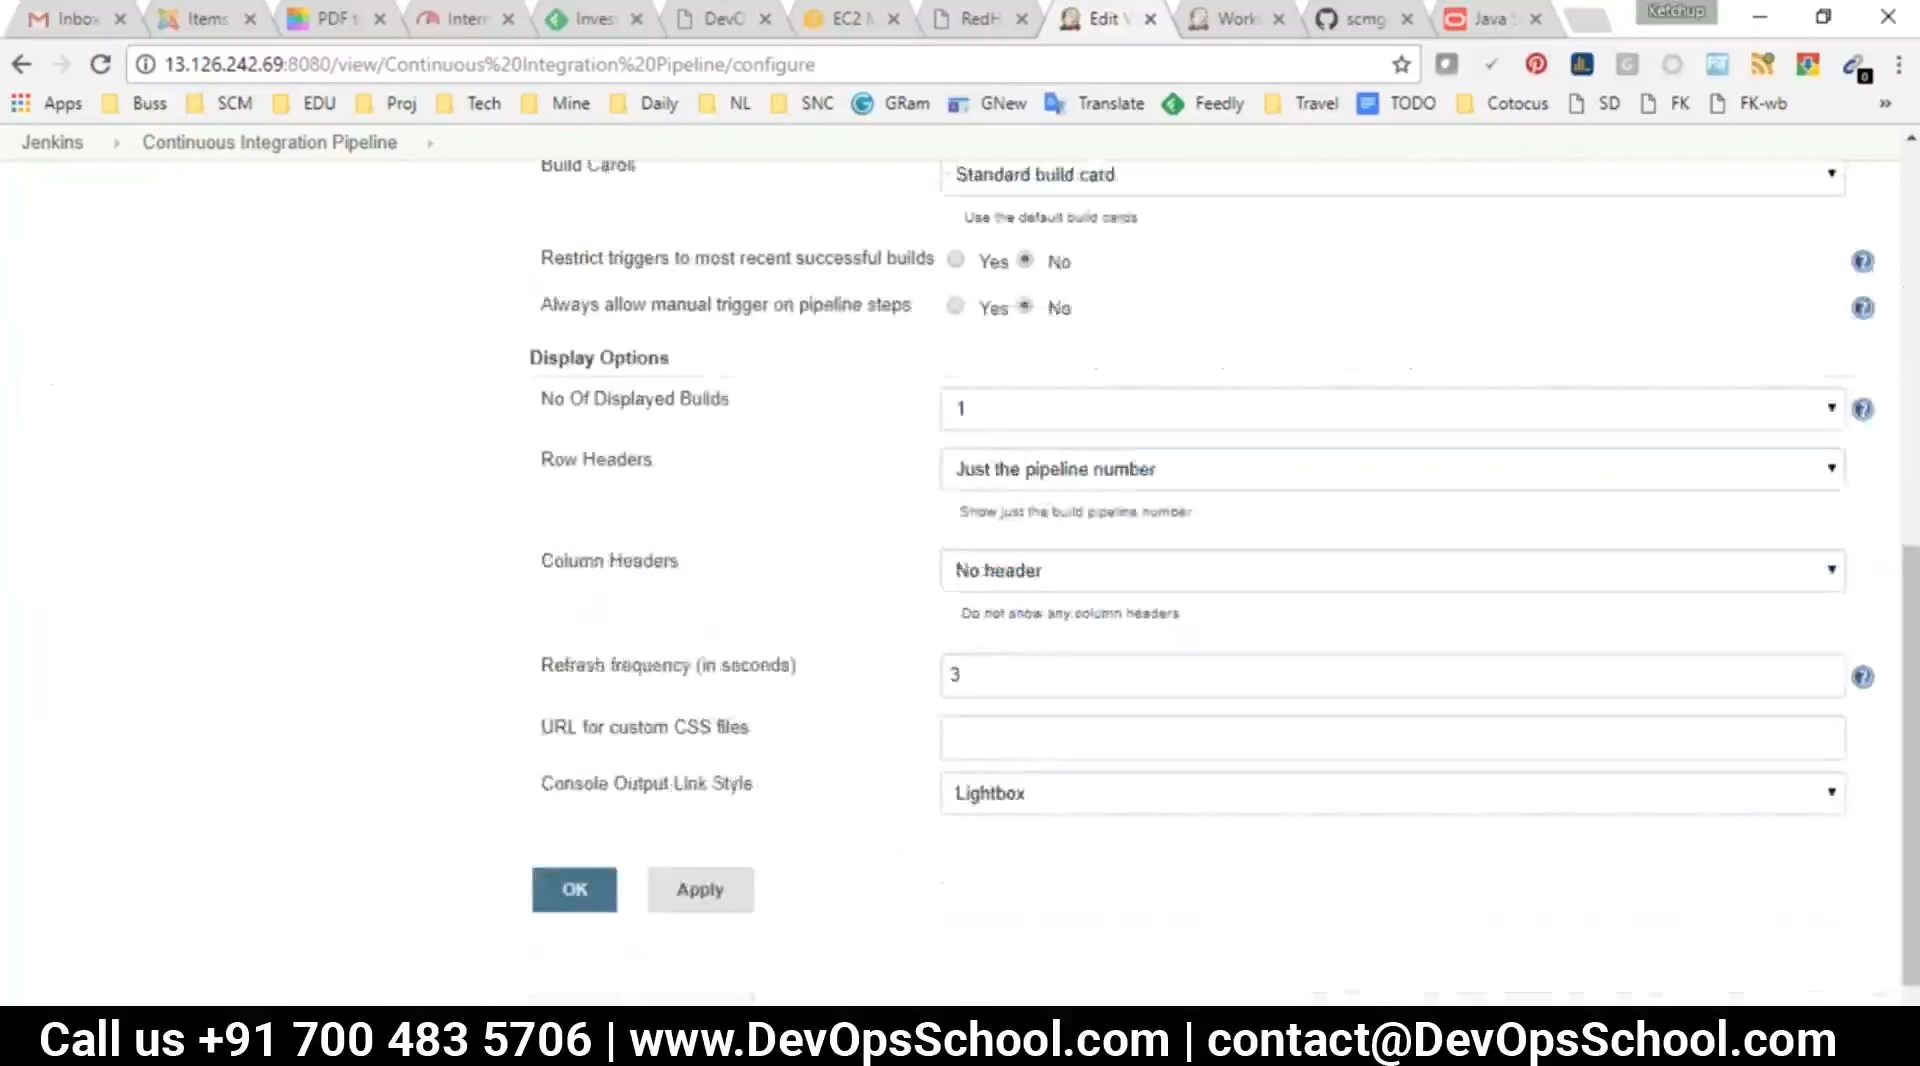 Inbox Items PDF t Intern Inves DevO EC2 RedH Edit V Work scmg Java Ketchup
13.126.242.69:8080/view/Continuous%20Integration%20Pipeline/configure
Apps Buss SCM EDU Proj Tech Mine Daily NL SNC GRam GNew Translate Feedly Travel TODO Cotocus SD FK FK-wb »
Jenkins Continuous Integration Pipeline
Build Cards Standard build card
Use the default build cards
Restrict triggers to most recent successful builds Yes No
Always allow manual trigger on pipeline steps Yes No
Display Options
No Of Displayed Builds 1
Row Headers Just the pipeline number
Show just the build pipeline number
Column Headers No header
Do not show any column headers
Refresh frequency (in seconds) 3
URL for custom CSS files
Console Output Link Style Lightbox
OK Apply
Call us +91 700 483 5706 | www.DevOpsSchool.com | contact@DevOpsSchool.com